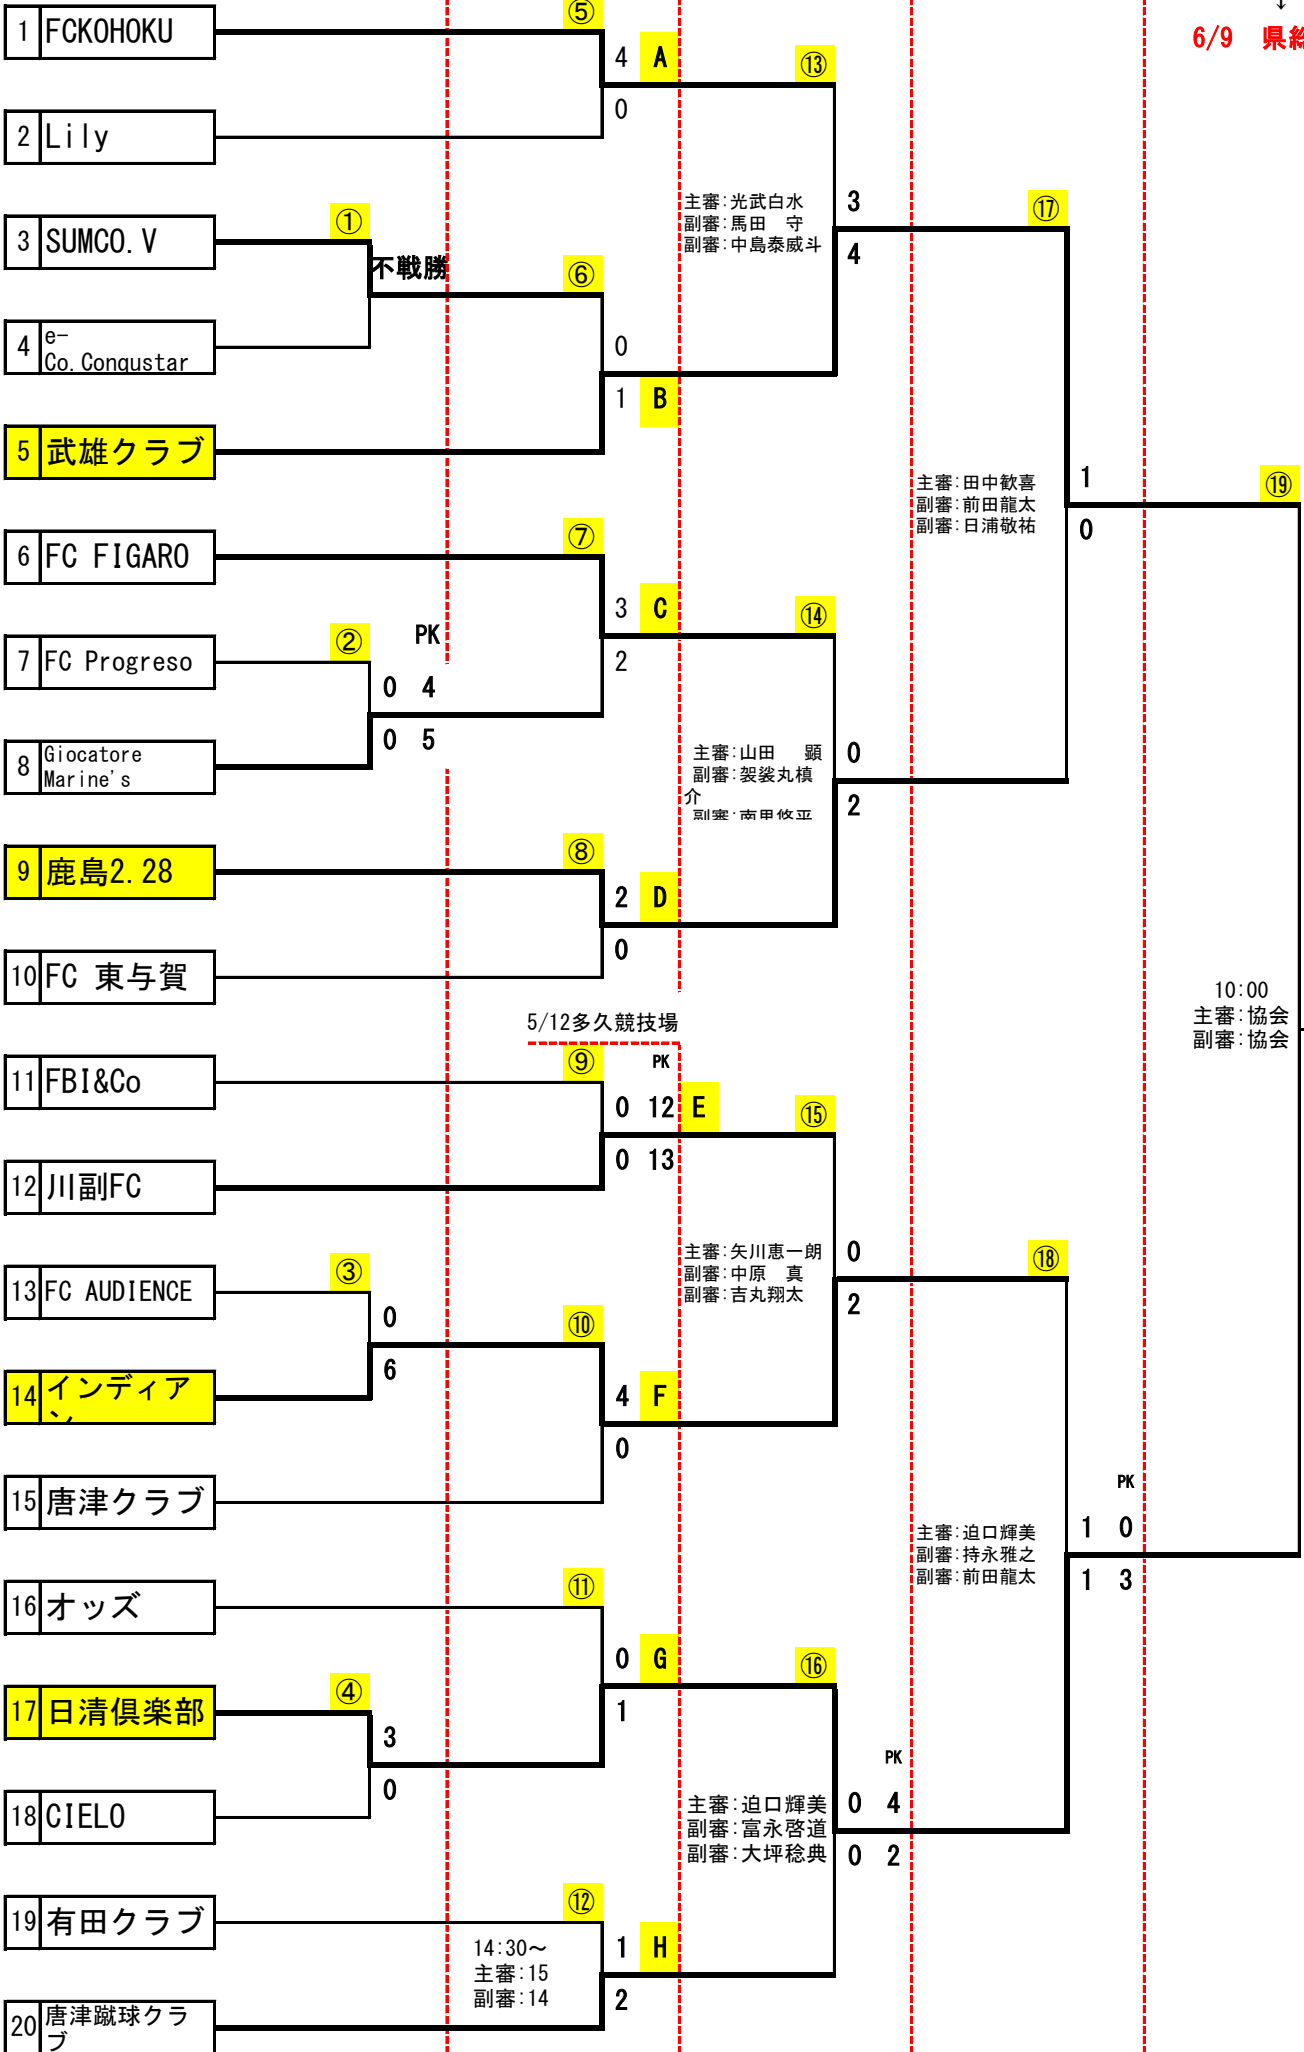 ↓
6/9 県総
⑤
1 FCKOHOKU
4 A
⑬
0
2 Lily
主審:光武白水
副審:馬田 守
副審:中島泰威斗
3
4
⑰
①
3 SUMCO.V
不戦勝
⑥
4 e-
Co.Conqustar
0
1 B
5 武雄クラブ
主審:田中歓喜
副審:前田龍太
副審:日浦敬祐
1
0
⑲
⑦
6 FC FIGARO
3 C
⑭
2
②
PK
7 FC Progreso
0 4
0 5
8 Giocatore
Marine's
主審:山田 顕
副審:袈裟丸槙
介
副審:南里悠平
0
2
⑧
9 鹿島2.28
2 D
0
10 FC 東与賀
10:00
主審:協会
副審:協会
5/12多久競技場
⑨
PK
11 FBI&Co
0 12 E
⑮
0 13
12 川副FC
主審:矢川恵一朗
副審:中原 真
副審:吉丸翔太
0
2
⑱
③
13 FC AUDIENCE
0
6
⑩
14 インディア
ン
4 F
0
15 唐津クラブ
PK
主審:迫口輝美
副審:持永雅之
副審:前田龍太
1 0
1 3
⑪
16 オッズ
0 G
⑯
1
④
17 日清倶楽部
3
0
18 CIELO
PK
主審:迫口輝美
副審:富永啓道
副審:大坪稔典
0 4
0 2
⑫
19 有田クラブ
14:30～
主審:15
副審:14
1 H
2
20 唐津蹴球クラ
ブ